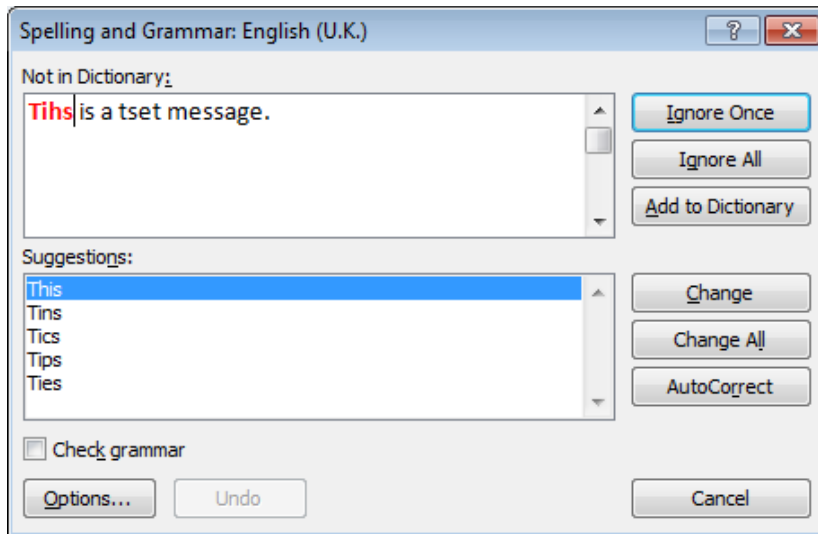 Spelling and Grammar: English (U.K.)
Not in Dictionary:
Tihs is a tset message.
Ignore Once
Ignore All
Add to Dictionary
Suggestions:
This
Tins
Tics
Tips
Ties
Change
Change All
AutoCorrect
Check grammar
Options...
Undo
Cancel